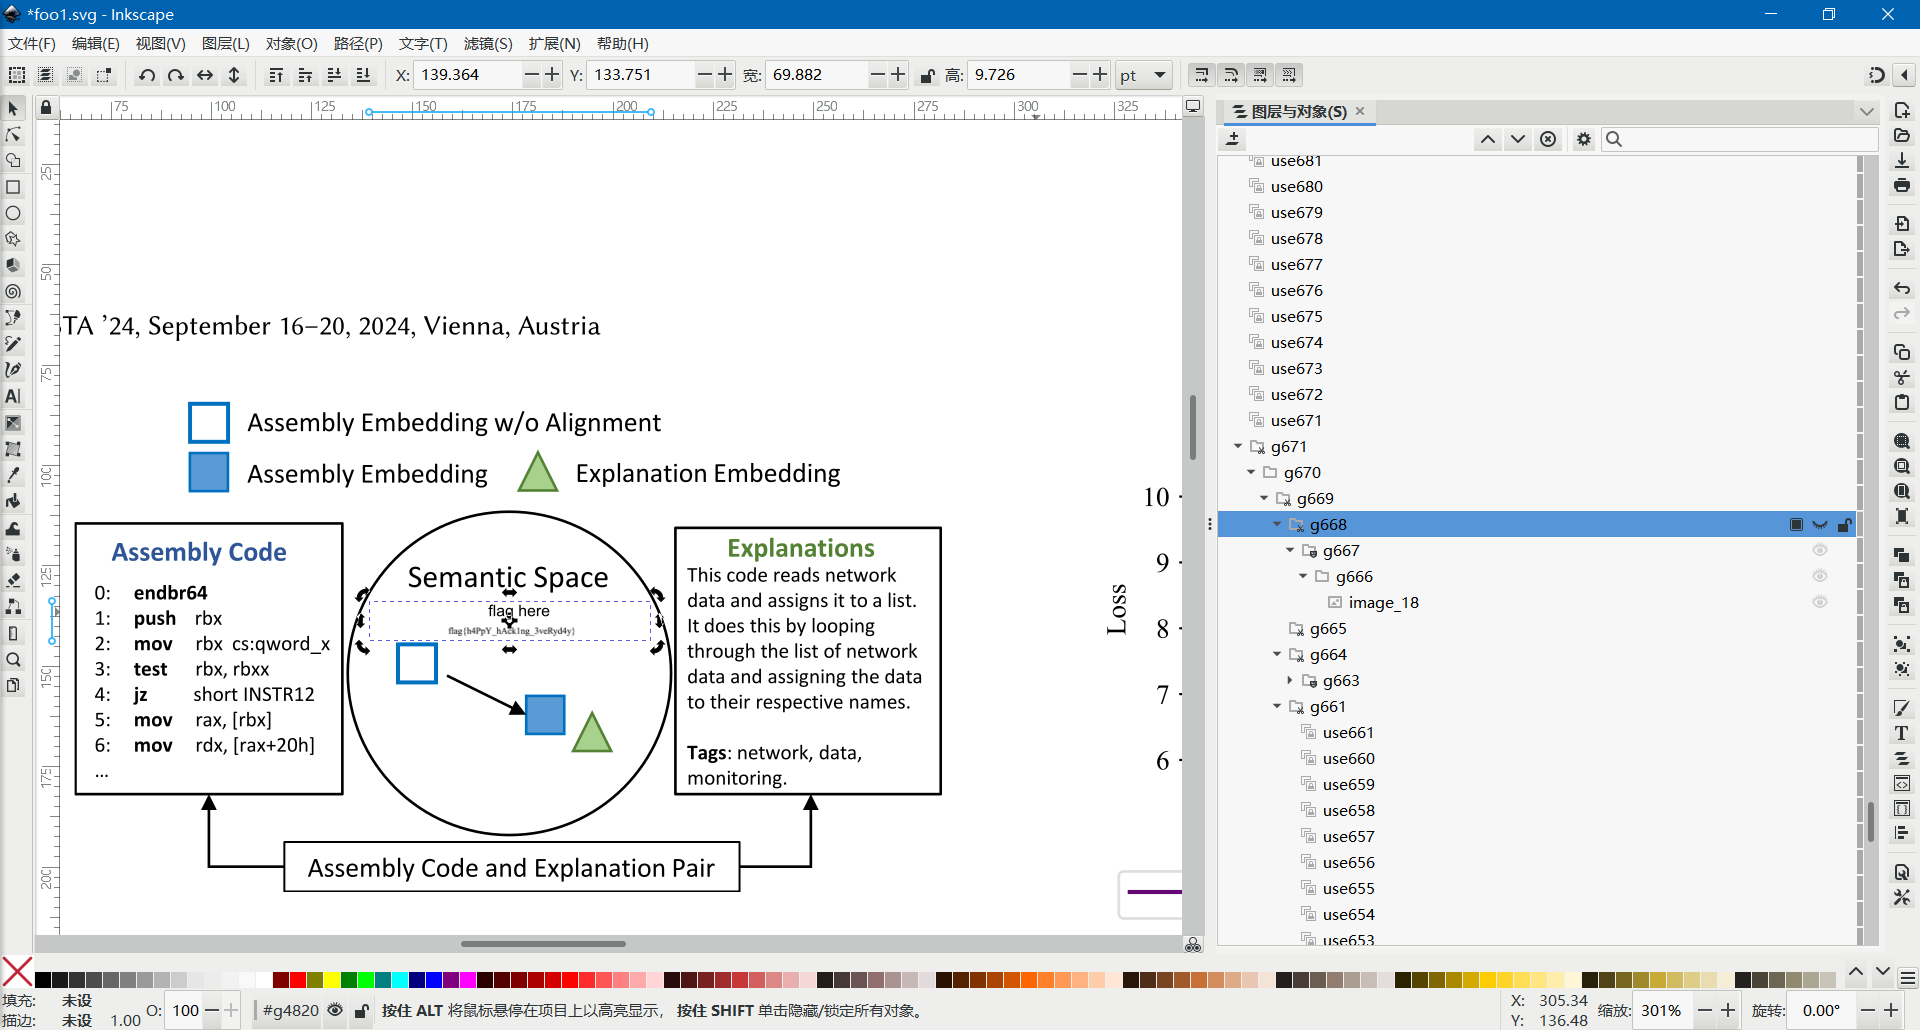 *foo1.svg - Inkscape
文件(F) 编辑(E) 视图(V) 图层(L) 对象(O) 路径(P) 文字(T) 滤镜(S) 扩展(N) 帮助(H)
X: 139.364 Y: 133.751 宽: 69.882 高: 9.726 pt
75 100 125 150 175 200 225 250 275 300 325
25
50
75
100
125
150
175
200
TA ’24, September 16–20, 2024, Vienna, Austria
Assembly Embedding w/o Alignment
Assembly Embedding Explanation Embedding
Assembly Code
0: endbr64
1: push rbx
2: mov rbx cs:qword_x
3: test rbx, rbxx
4: jz short INSTR12
5: mov rax, [rbx]
6: mov rdx, [rax+20h]
...
Semantic Space
flag here
flag{h4PpY_hAck1ng_3veRyd4y}
Explanations
This code reads network
data and assigns it to a list.
It does this by looping
through the list of network
data and assigning the data
to their respective names.
Tags: network, data,
monitoring.
Assembly Code and Explanation Pair
10
9
8
7
6
Loss
图层与对象(S)
use681
use680
use679
use678
use677
use676
use675
use674
use673
use672
use671
g671
g670
g669
g668
g667
g666
image_18
g665
g664
g663
g661
use661
use660
use659
use658
use657
use656
use655
use654
use653
填充: 未设
描边: 未设 1.00
O: 100
#g4820
按住 ALT 将鼠标悬停在项目上以高亮显示， 按住 SHIFT 单击隐藏/锁定所有对象。
X: 305.34
Y: 136.48
缩放: 301%
旋转: 0.00°